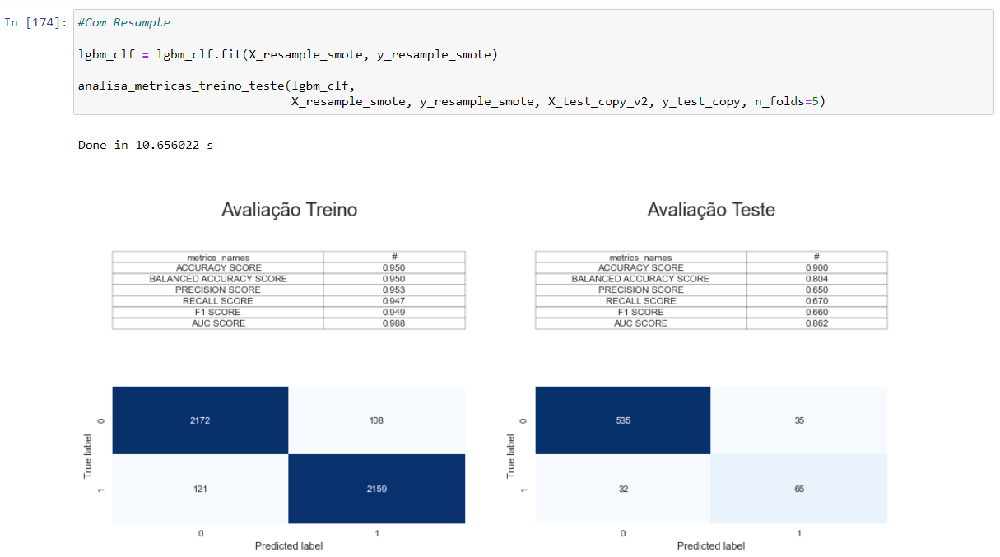 In [174]: #Com Resample
lgbm_clf = lgbm_clf.fit(X_resample_smote, y_resample_smote)
analisa_metricas_treino_teste(lgbm_clf,
X_resample_smote, y_resample_smote, X_test_copy_v2, y_test_copy, n_folds=5)
Done in 10.656022 s
Avaliação Treino
metrics_names #
ACCURACY SCORE 0.950
BALANCED ACCURACY SCORE 0.950
PRECISION SCORE 0.953
RECALL SCORE 0.947
F1 SCORE 0.949
AUC SCORE 0.988
True label
0 2172 108
1 121 2159
0 1
Predicted label
Avaliação Teste
metrics_names #
ACCURACY SCORE 0.900
BALANCED ACCURACY SCORE 0.804
PRECISION SCORE 0.650
RECALL SCORE 0.670
F1 SCORE 0.660
AUC SCORE 0.862
True label
0 535 35
1 32 65
0 1
Predicted label